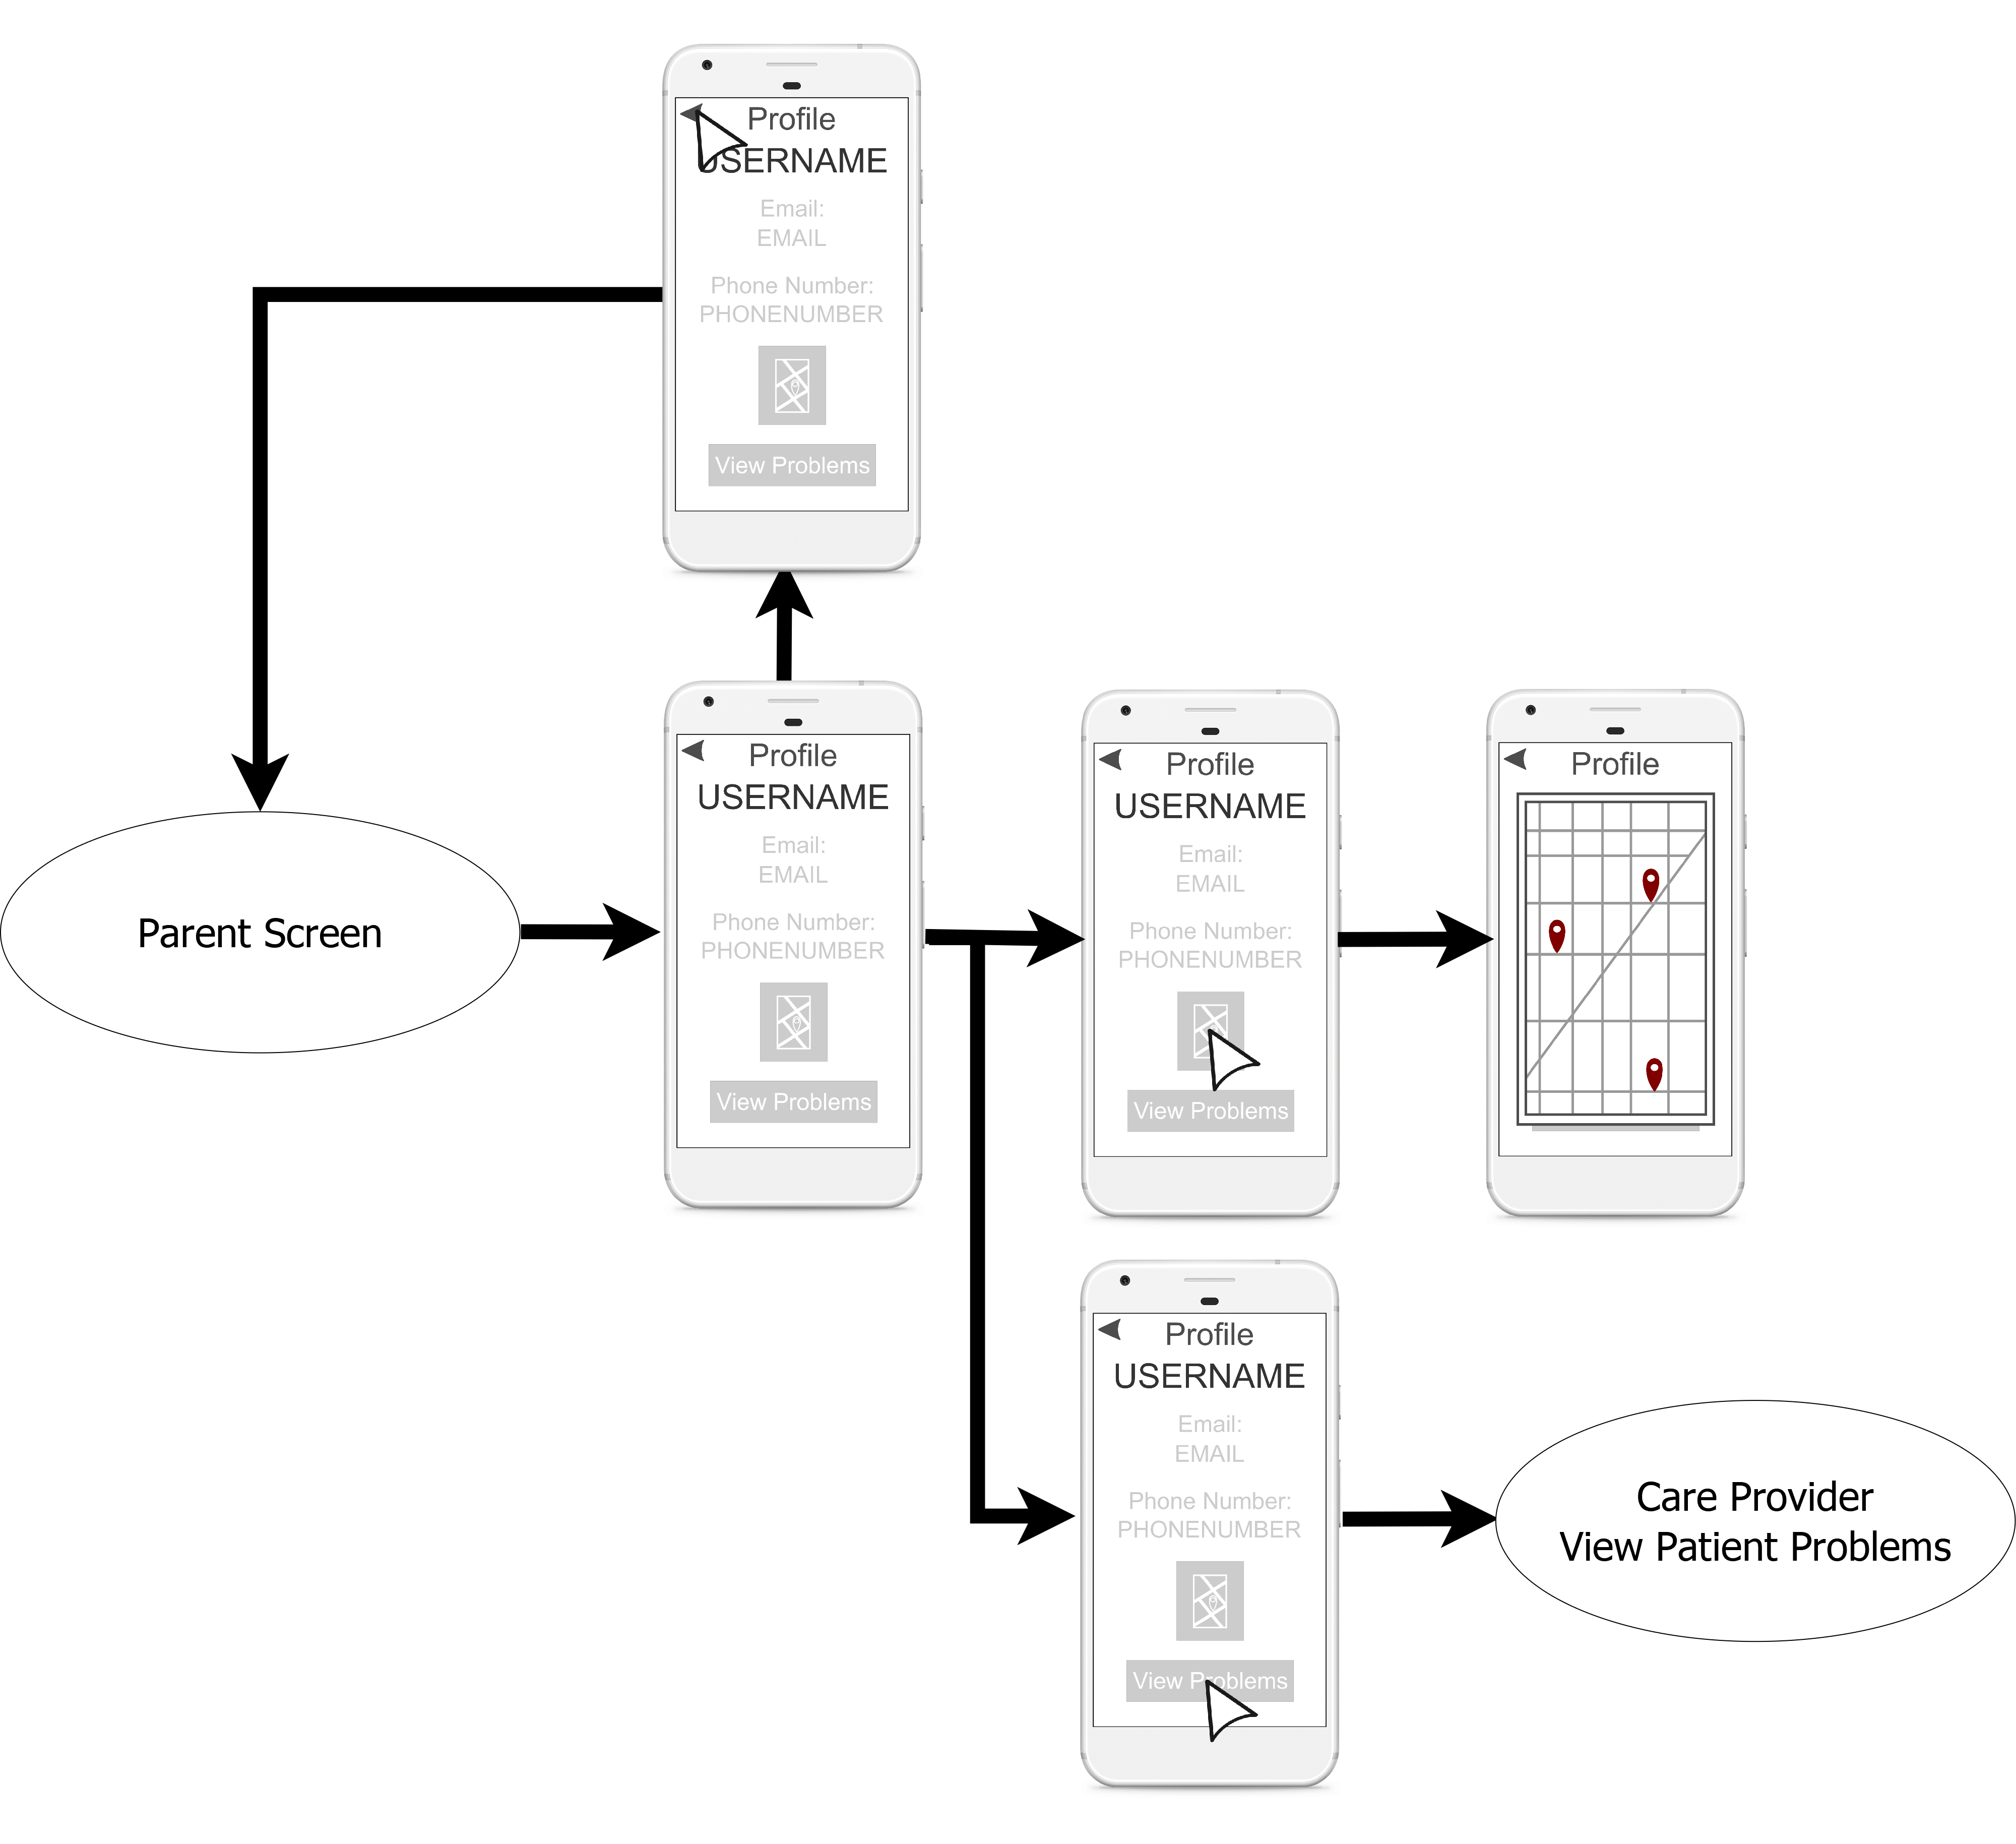 Profile
USERNAME
Email:
EMAIL
Phone Number:
PHONENUMBER
View Problems
Parent Screen
Profile
USERNAME
Email:
EMAIL
Phone Number:
PHONENUMBER
View Problems
Profile
USERNAME
Email:
EMAIL
Phone Number:
PHONENUMBER
View Problems
Profile
Profile
USERNAME
Email:
EMAIL
Phone Number:
PHONENUMBER
View Problems
Care Provider
View Patient Problems